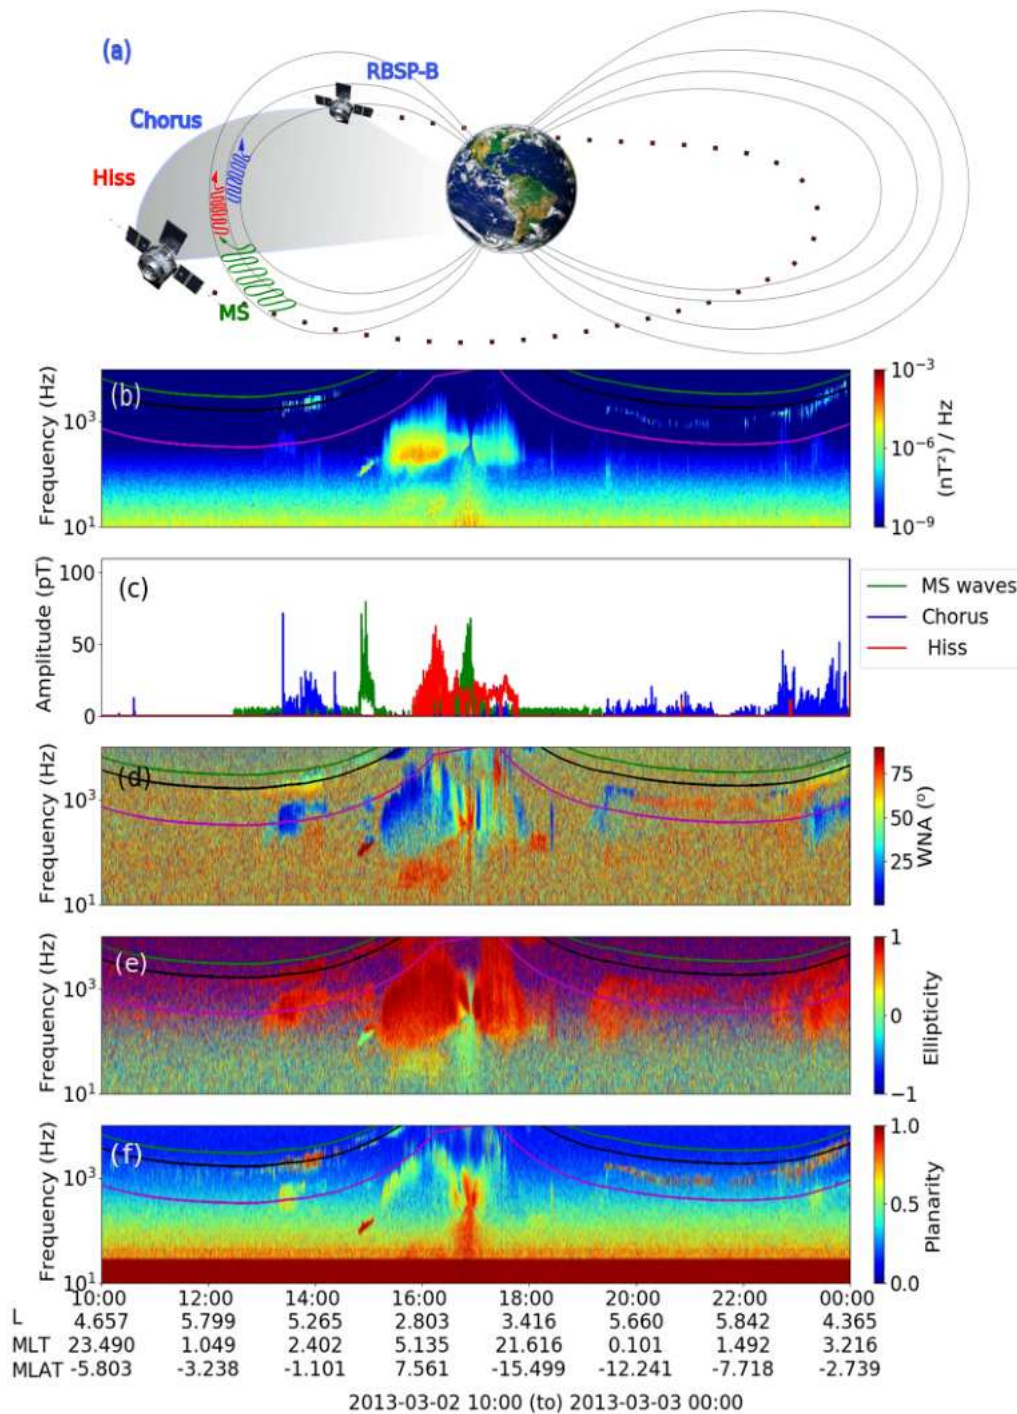 (a)
RBSP-B
Chorus
Hiss
MS
Frequency (Hz)
10³
10¹
(b)
10⁻³
10⁻⁶
10⁻⁹
(nT²) / Hz
Amplitude (pT)
100
50
0
(c)
MS waves
Chorus
Hiss
Frequency (Hz)
10³
10¹
(d)
75
50
25
WNA (⁰)
Frequency (Hz)
10³
10¹
(e)
1
0
−1
Ellipticity
Frequency (Hz)
10³
10¹
(f)
1.0
0.5
0.0
Planarity
10:00 12:00 14:00 16:00 18:00 20:00 22:00 00:00
L 4.657 5.799 5.265 2.803 3.416 5.660 5.842 4.365
MLT 23.490 1.049 2.402 5.135 21.616 0.101 1.492 3.216
MLAT -5.803 -3.238 -1.101 7.561 -15.499 -12.241 -7.718 -2.739
2013-03-02 10:00 (to) 2013-03-03 00:00